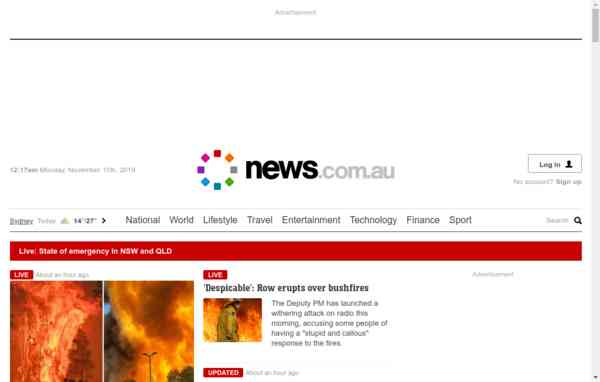 Advertisement
12:17am Monday, November 11th, 2019
news.com.au
Log in
No account? Sign up
Sydney Today 14°/27°
National World Lifestyle Travel Entertainment Technology Finance Sport
Search
Live: State of emergency in NSW and QLD
LIVE About an hour ago
LIVE
'Despicable': Row erupts over bushfires
The Deputy PM has launched a
withering attack on radio this
morning, accusing some people of
having a "stupid and callous"
response to the fires.
UPDATED About an hour ago
Advertisement